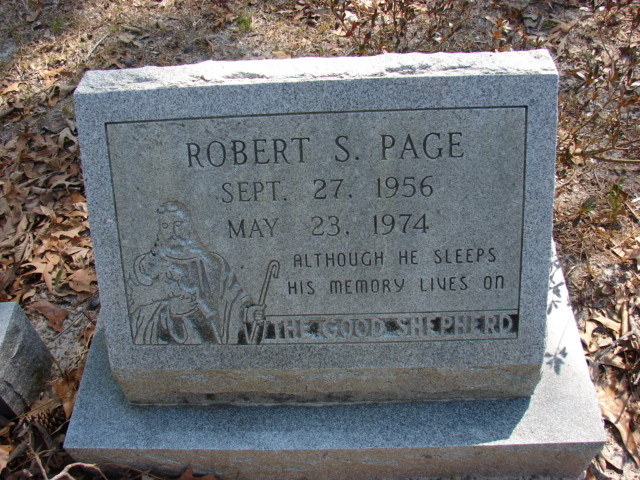 ROBERT S. PAGE
SEPT. 27, 1956
MAY 23, 1974
ALTHOUGH HE SLEEPS
HIS MEMORY LIVES ON
THE GOOD SHEPHERD